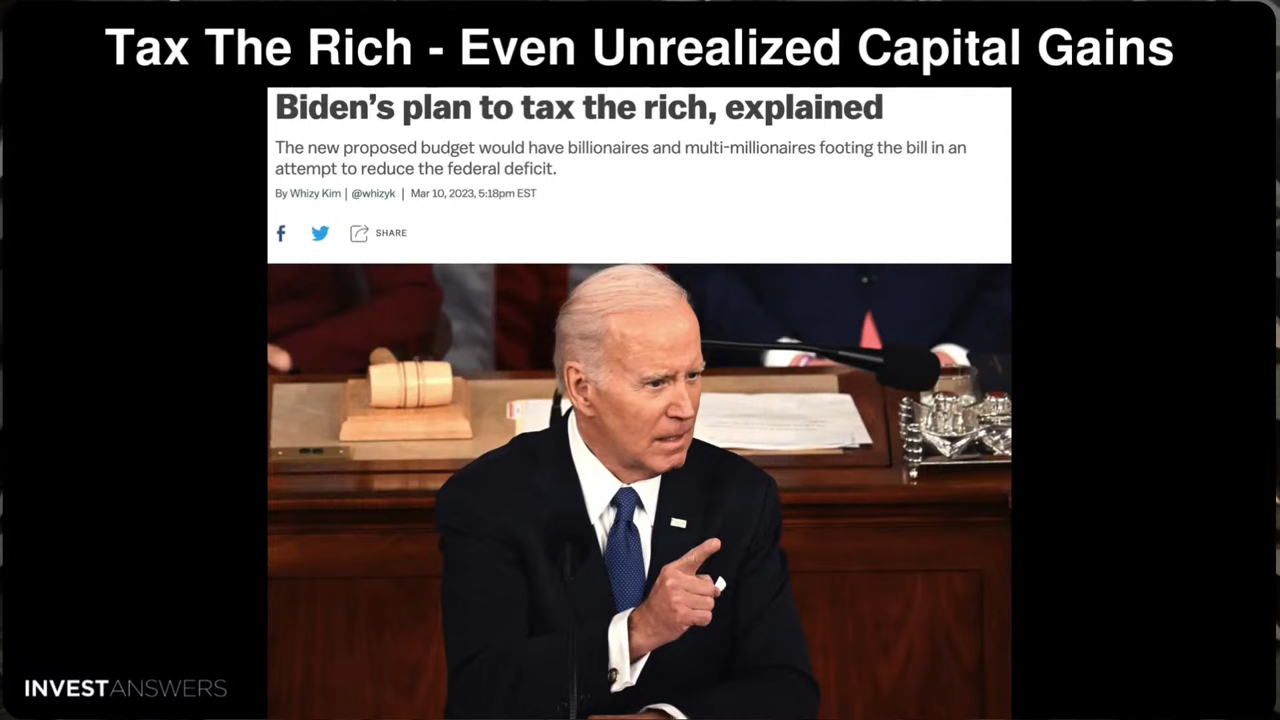 Tax The Rich - Even Unrealized Capital Gains
Biden's plan to tax the rich, explained
The new proposed budget would have billionaires and multi-millionaires footing the bill in an
attempt to reduce the federal deficit.
By Whizy Kim | @whizyk | Mar 10, 2023, 5:18pm EST
SHARE
INVESTANSWERS